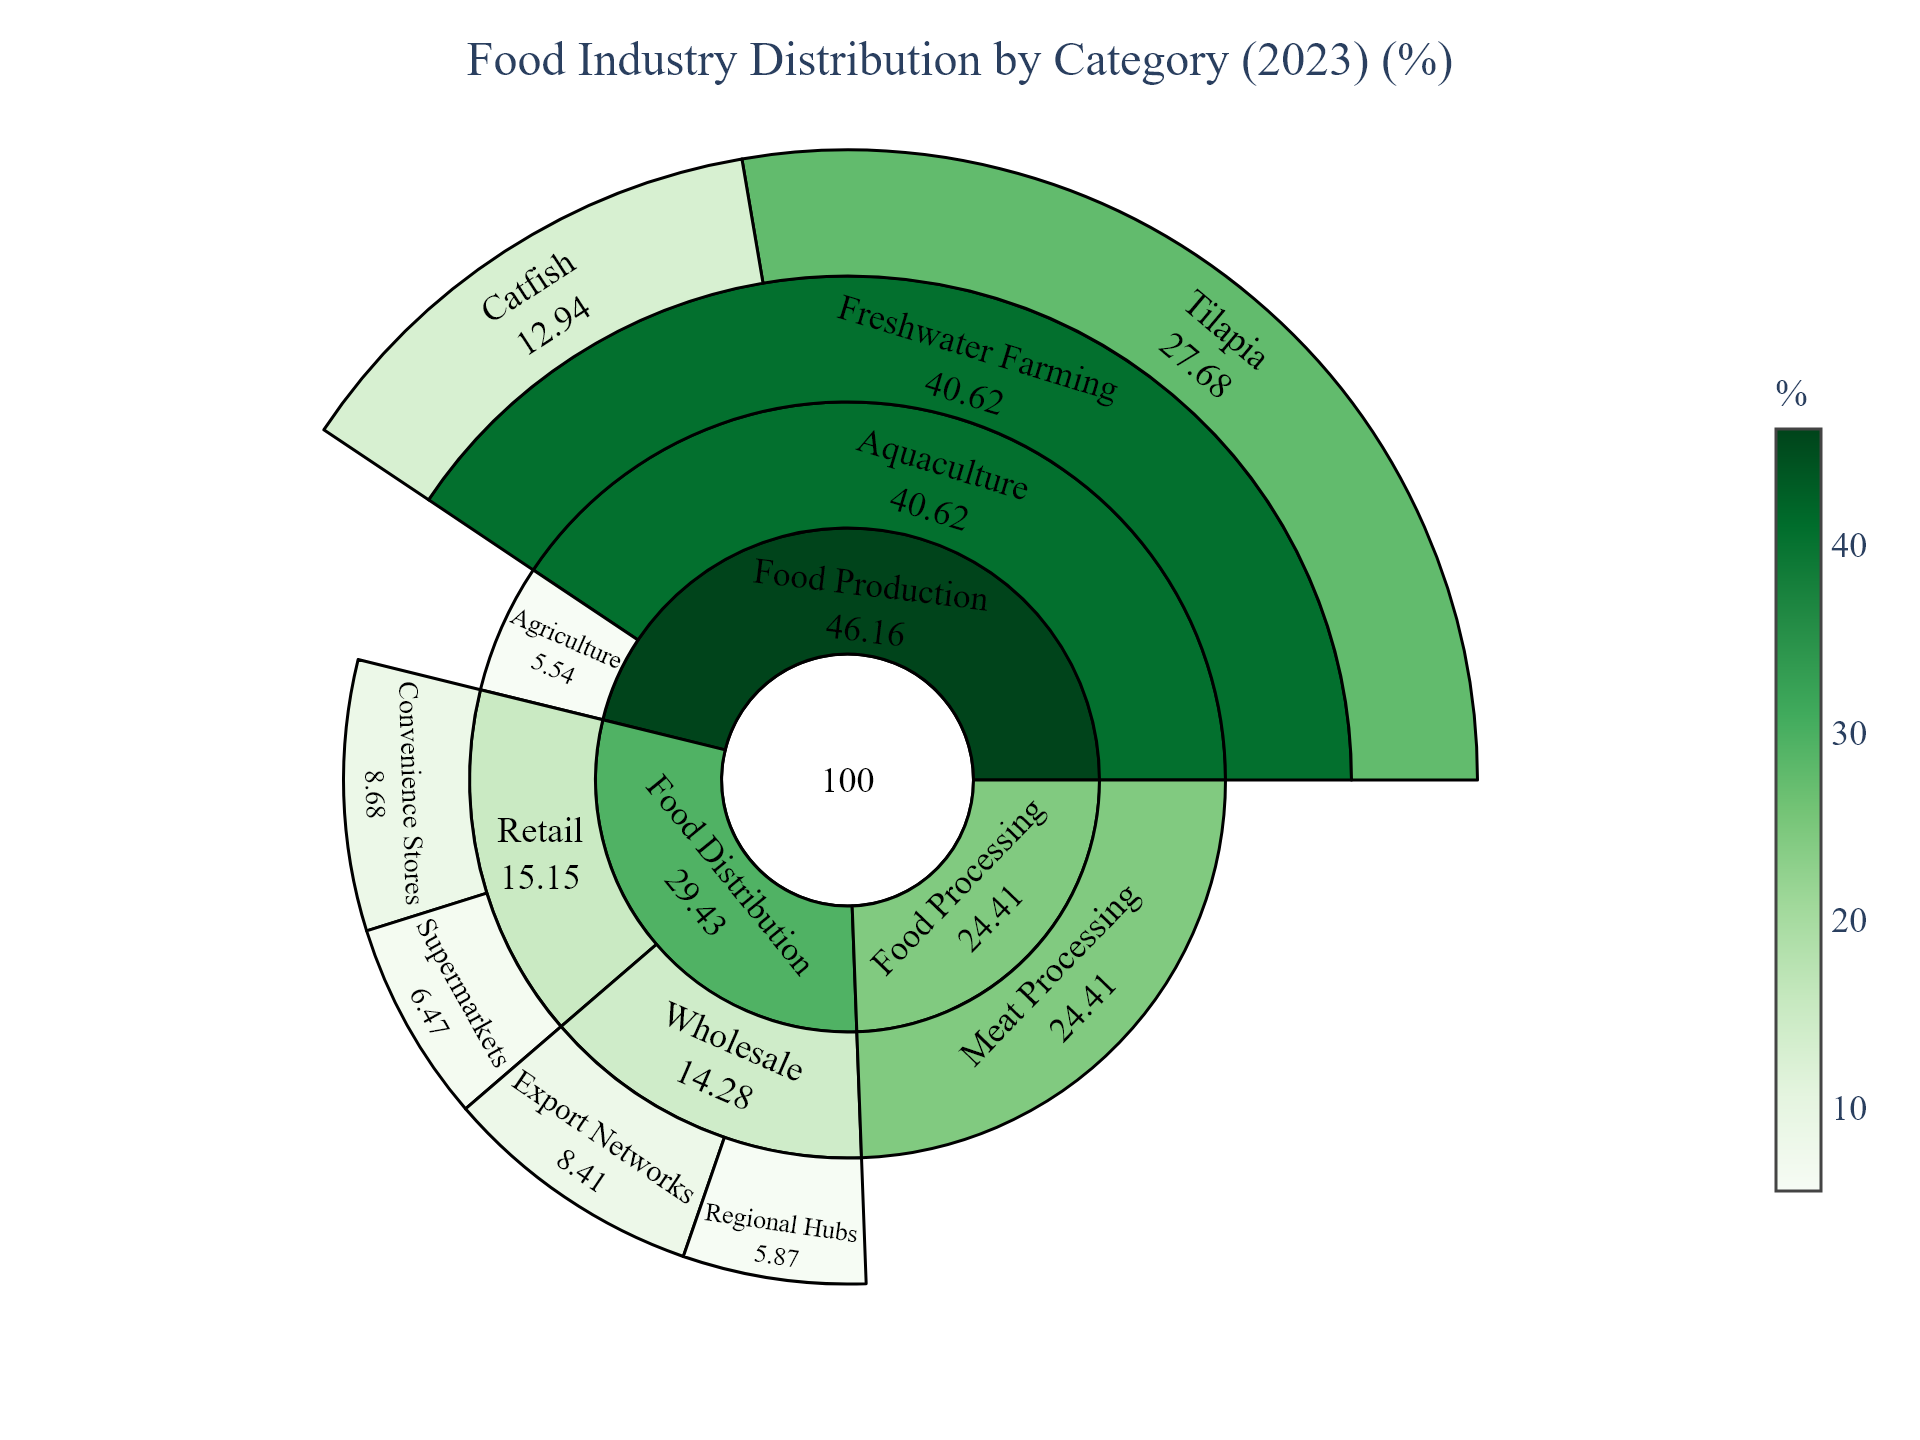 Food Industry Distribution by Category (2023) (%)
Catfish
12.94
Tilapia
27.68
Freshwater Farming
40.62
Aquaculture
40.62
Food Production
46.16
Agriculture
5.54
100
Convenience Stores
8.68
Retail
15.15
Food Distribution
29.43
Food Processing
24.41
Meat Processing
24.41
Supermarkets
6.47
Wholesale
14.28
Export Networks
8.41
Regional Hubs
5.87
%
40
30
20
10